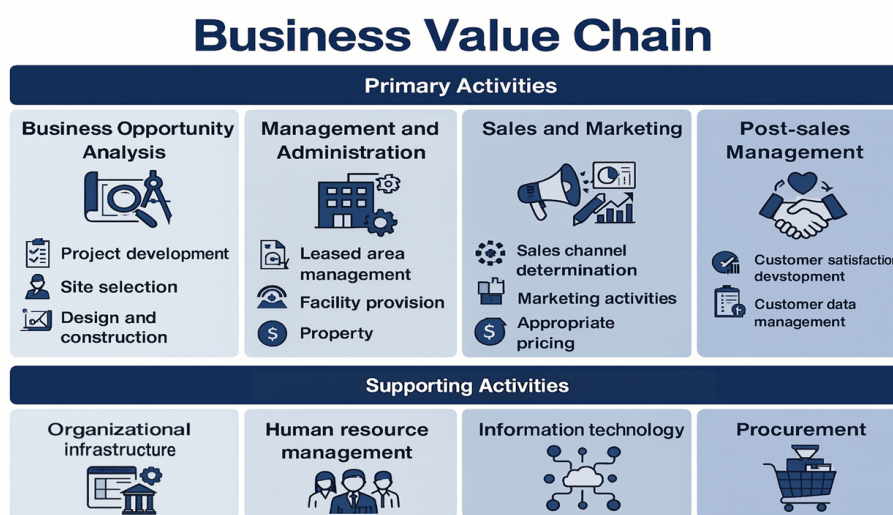 Business Value Chain
Primary Activities
Business Opportunity
Analysis
Project development
Site selection
Design and
construction
Management and
Administration
Leased area
management
Facility provision
$ Property
Sales and Marketing
Sales channel
determination
Marketing activities
$ Appropriate
pricing
Post-sales
Management
Customer satisfaction
devstopment
Customer data
management
Supporting Activities
Organizational
infrastructure
Human resource
management
Information technology
Procurement